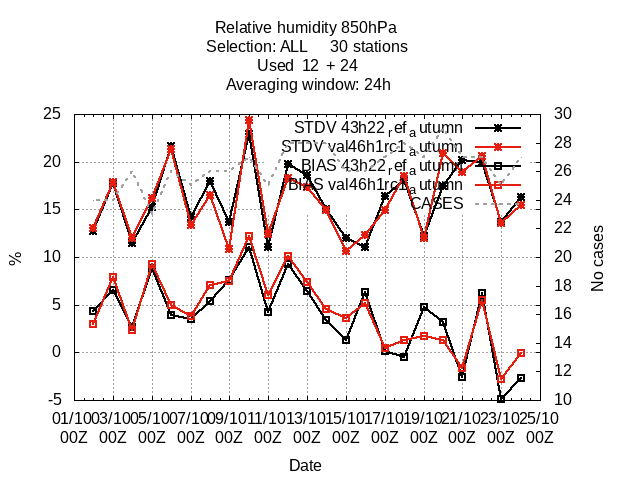 Relative humidity 850hPa
Selection: ALL 30 stations
Used 12 + 24
Averaging window: 24h
STDV 43h22refautumn
STDV val46h1rc1autumn
BIAS 43h22refautumn
BIAS val46h1rc1autumn
CASES
25 30
28
20 26
24
15 22
%
10 20
No cases
18
5 16
14
0 12
-5 10
01/10 03/10 05/10 07/10 09/10 11/10 13/10 15/10 17/10 19/10 21/10 23/10 25/10
00Z 00Z 00Z 00Z 00Z 00Z 00Z 00Z 00Z 00Z 00Z 00Z 00Z
Date